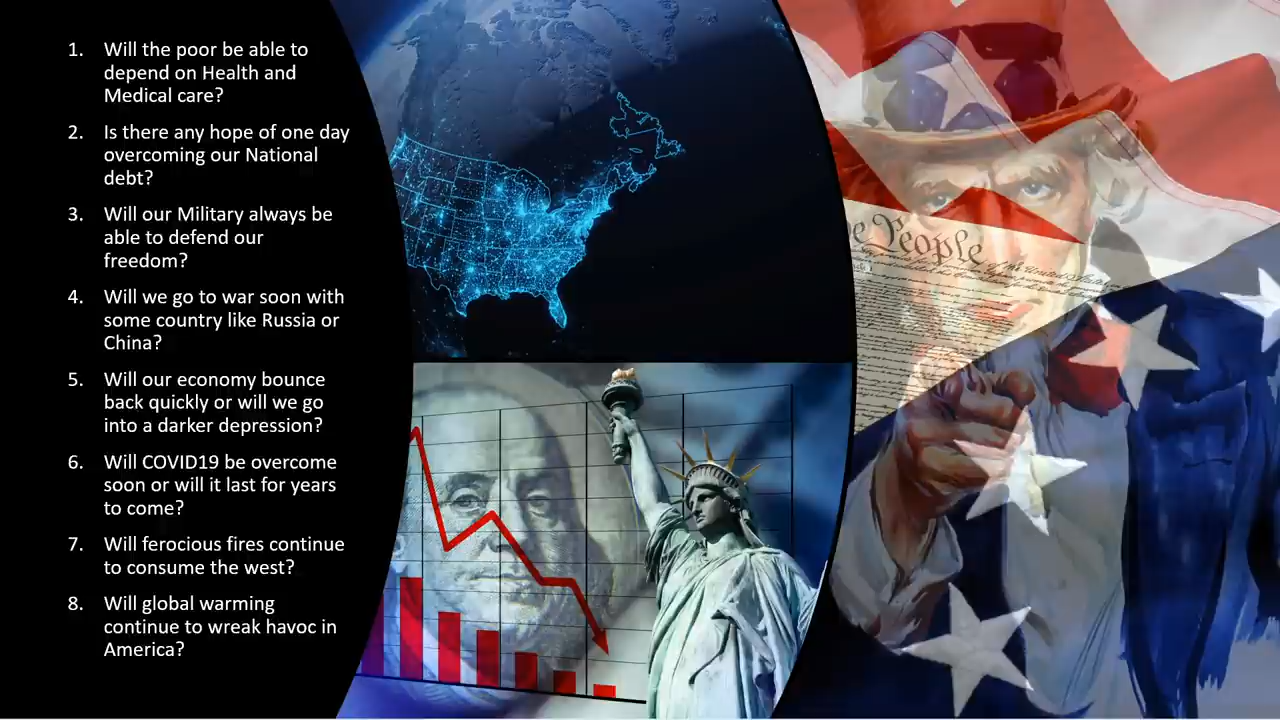 1. Will the poor be able to
depend on Health and
Medical care?
2. Is there any hope of one day
overcoming our National
debt?
3. Will our Military always be
able to defend our
freedom?
4. Will we go to war soon with
some country like Russia or
China?
5. Will our economy bounce
back quickly or will we go
into a darker depression?
6. Will COVID19 be overcome
soon or will it last for years
to come?
7. Will ferocious fires continue
to consume the west?
8. Will global warming
continue to wreak havoc in
America?
People
of the United States